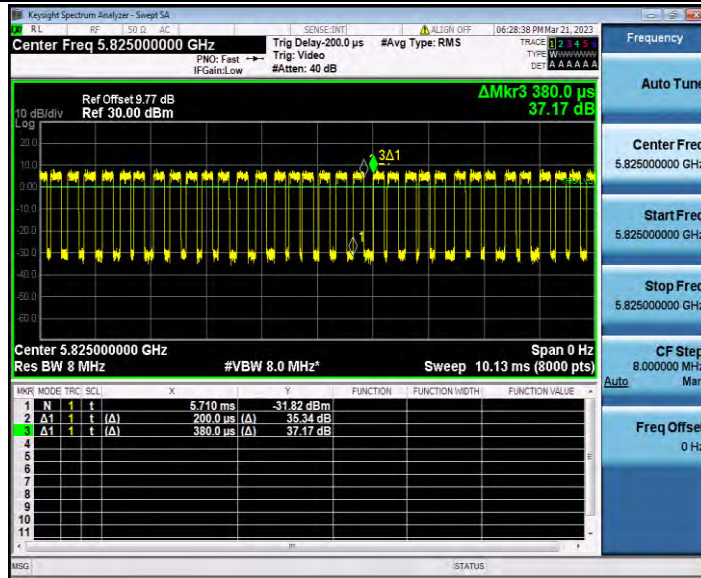 Keysight Spectrum Analyzer - Swept SA
RL RF 50 Ω AC SENSE:INT ALIGN OFF 06:28:38 PM Mar 21, 2023
Center Freq 5.825000000 GHz
PNO: Fast
IFGain:Low
Trig Delay-200.0 µs
Trig: Video
#Atten: 40 dB
#Avg Type: RMS
TRACE 1 2 3 4 5 6
TYPE W
DET A A A A A A
Frequency
Auto Tune
Center Freq
5.825000000 GHz
Start Freq
5.825000000 GHz
Stop Freq
5.825000000 GHz
CF Step
8.000000 MHz
Auto Man
Freq Offset
0 Hz
ΔMkr3 380.0 µs
37.17 dB
Ref Offset 9.77 dB
10 dB/div Ref 30.00 dBm
Log
20.0
10.0
0.00
-10.0
-20.0
-30.0
-40.0
-50.0
-60.0
3Δ1
1
Center 5.825000000 GHz Span 0 Hz
Res BW 8 MHz #VBW 8.0 MHz* Sweep 10.13 ms (8000 pts)
MKR MODE TRC SCL X Y FUNCTION FUNCTION WIDTH FUNCTION VALUE
1 N 1 t 5.710 ms -31.82 dBm
2 Δ1 1 t (Δ) 200.0 µs (Δ) 35.34 dB
3 Δ1 1 t (Δ) 380.0 µs (Δ) 37.17 dB
4
5
6
7
8
9
10
11
MSG STATUS